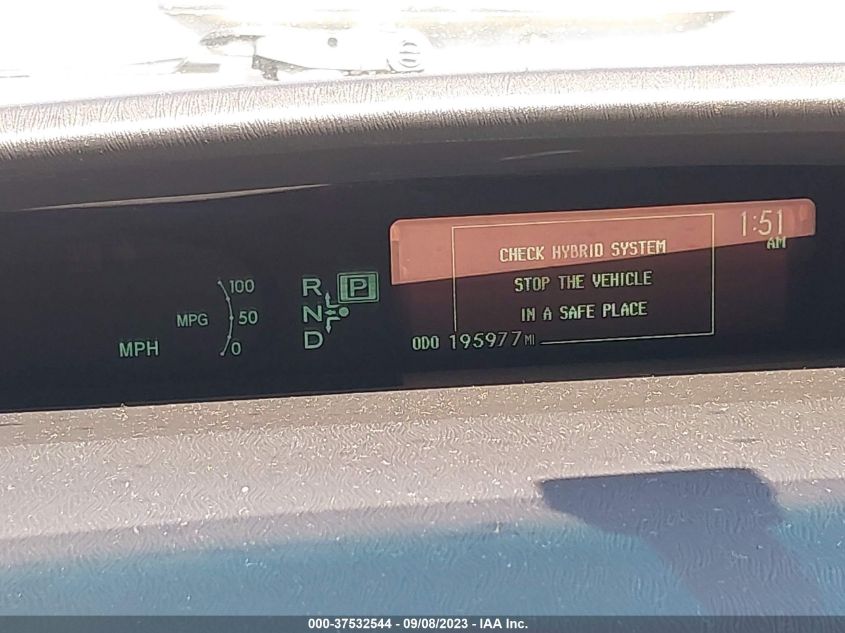 1:51
AM
CHECK HYBRID SYSTEM
STOP THE VEHICLE
IN A SAFE PLACE
ODO 195977 MI
100
MPG 50
0
MPH
R P
N
D
000-37532544 - 09/08/2023 - IAA Inc.